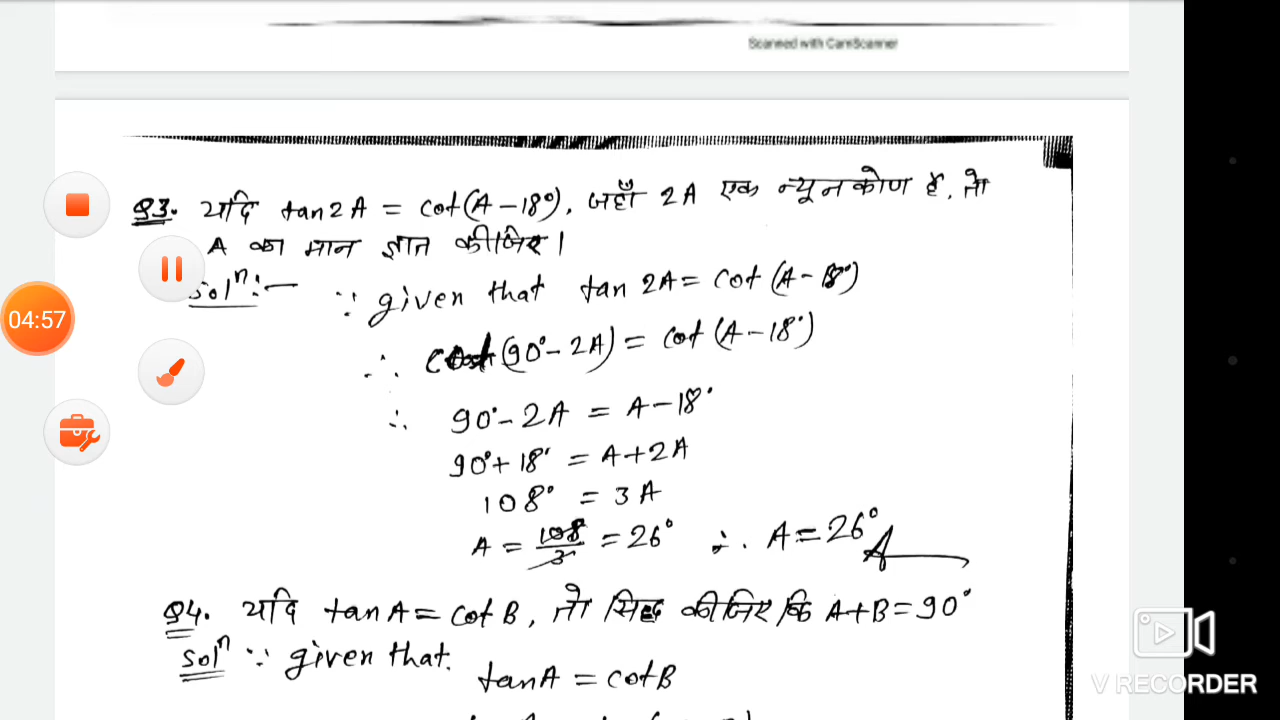 Scanned with CamScanner
Q3. यदि tan2A = cot(A-18°), जहाँ 2A एक न्यूनकोण है, तो
A का मान ज्ञात कीजिए।
Solⁿ:— ∵ given that tan 2A = cot (A-18°)
∴ cot(90°-2A) = cot (A-18°)
04:57
∴ 90°-2A = A-18°
90°+18° = A+2A
108° = 3A
A = 108/3 = 26° ∴ A = 26° A
Q4. यदि tanA = cotB, तो सिद्ध कीजिए कि A+B = 90°
Solⁿ ∵ given that.
tanA = cotB
V RECORDER